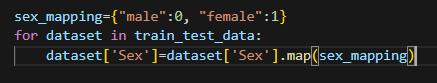 sex_mapping={"male":0, "female":1}
for dataset in train_test_data:
    dataset['Sex']=dataset['Sex'].map(sex_mapping)